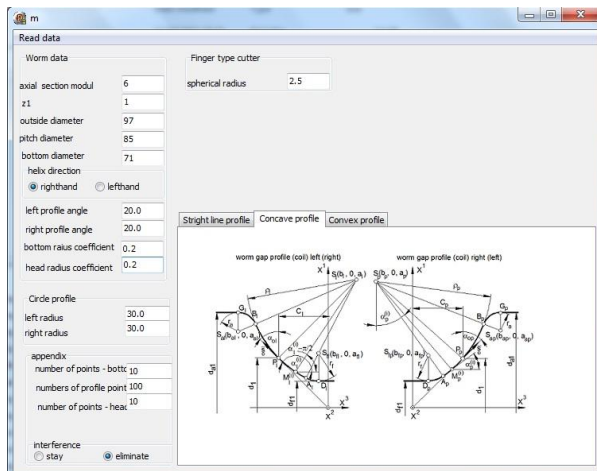 m
Read data
Worm data
axial section modul 6
z1 1
outside diameter 97
pitch diameter 85
bottom diameter 71
helix direction
righthand lefthand
left profile angle 20.0
right profile angle 20.0
bottom raius coefficient 0.2
head radius coefficient 0.2
Circle profile
left radius 30.0
right radius 30.0
appendix
number of points - botto 10
numbers of profile point 100
number of points - head 10
interference
stay eliminate
Finger type cutter
spherical radius 2.5
Stright line profile Concave profile Convex profile
worm gap profile (coil) left (right)
worm gap profile (coil) right (left)